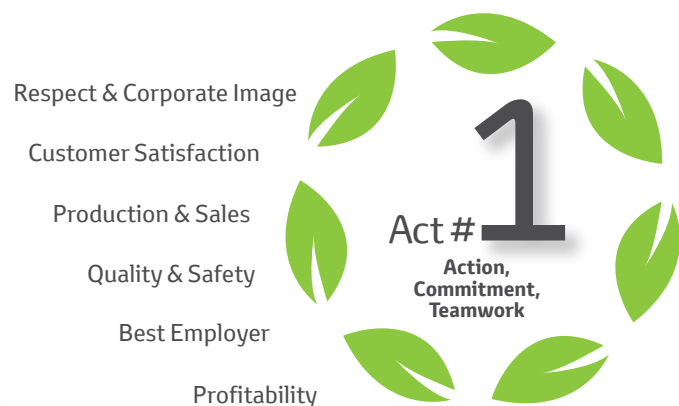 Respect & Corporate Image
Customer Satisfaction
Production & Sales
Quality & Safety
Best Employer
Profitability
Act # 1
Action,
Commitment,
Teamwork